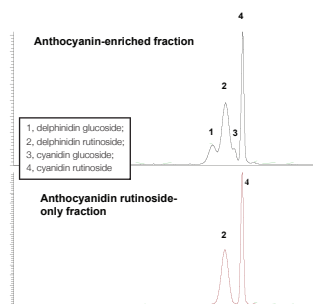 4
Anthocyanin-enriched fraction
2
1
3
1, delphinidin glucoside;
2, delphinidin rutinoside;
3, cyanidin glucoside;
4, cyanidin rutinoside
4
Anthocyanidin rutinoside-
only fraction
2